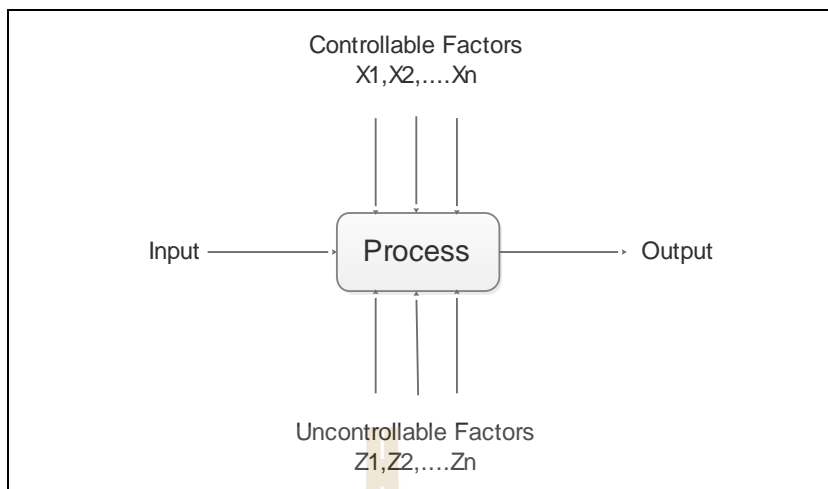 Controllable Factors
X1,X2,....Xn
Input
Process
Output
Uncontrollable Factors
Z1,Z2,....Zn